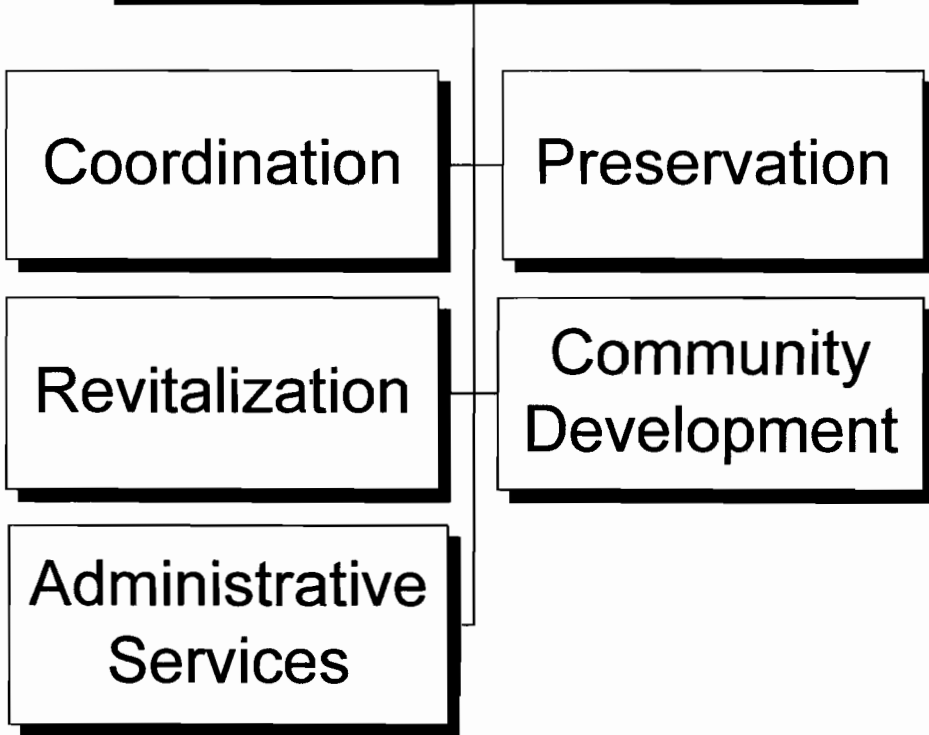 Coordination
Preservation
Revitalization
Community
Development
Administrative
Services